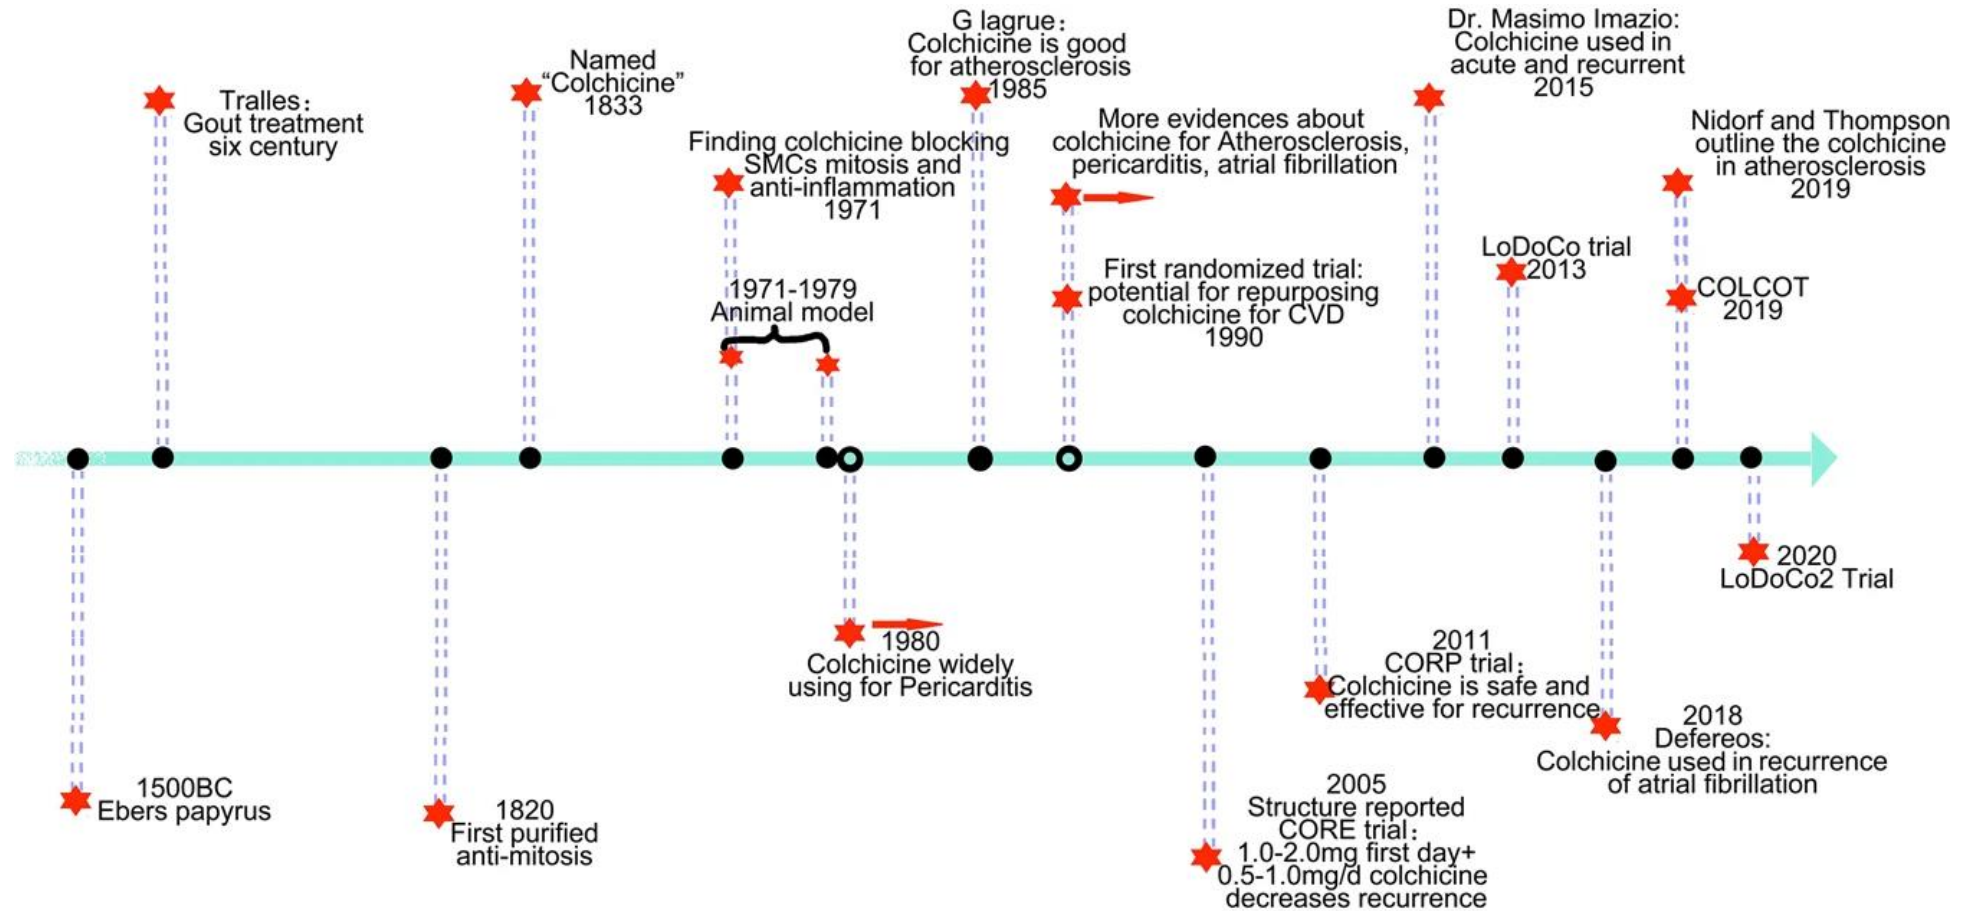 Tralles:
Gout treatment
six century
Named
“Colchicine”
1833
Finding colchicine blocking
SMCs mitosis and
anti-inflammation
1971
1971-1979
Animal model
G lagrue:
Colchicine is good
for atherosclerosis
1985
More evidences about
colchicine for Atherosclerosis,
pericarditis, atrial fibrillation
First randomized trial:
potential for repurposing
colchicine for CVD
1990
Dr. Masimo Imazio:
Colchicine used in
acute and recurrent
2015
LoDoCo trial
2013
Nidorf and Thompson
outline the colchicine
in atherosclerosis
2019
COLCOT
2019
1500BC
Ebers papyrus
1820
First purified
anti-mitosis
1980
Colchicine widely
using for Pericarditis
2005
Structure reported
CORE trial:
1.0-2.0mg first day+
0.5-1.0mg/d colchicine
decreases recurrence
2011
CORP trial:
Colchicine is safe and
effective for recurrence
2018
Defereos:
Colchicine used in recurrence
of atrial fibrillation
2020
LoDoCo2 Trial